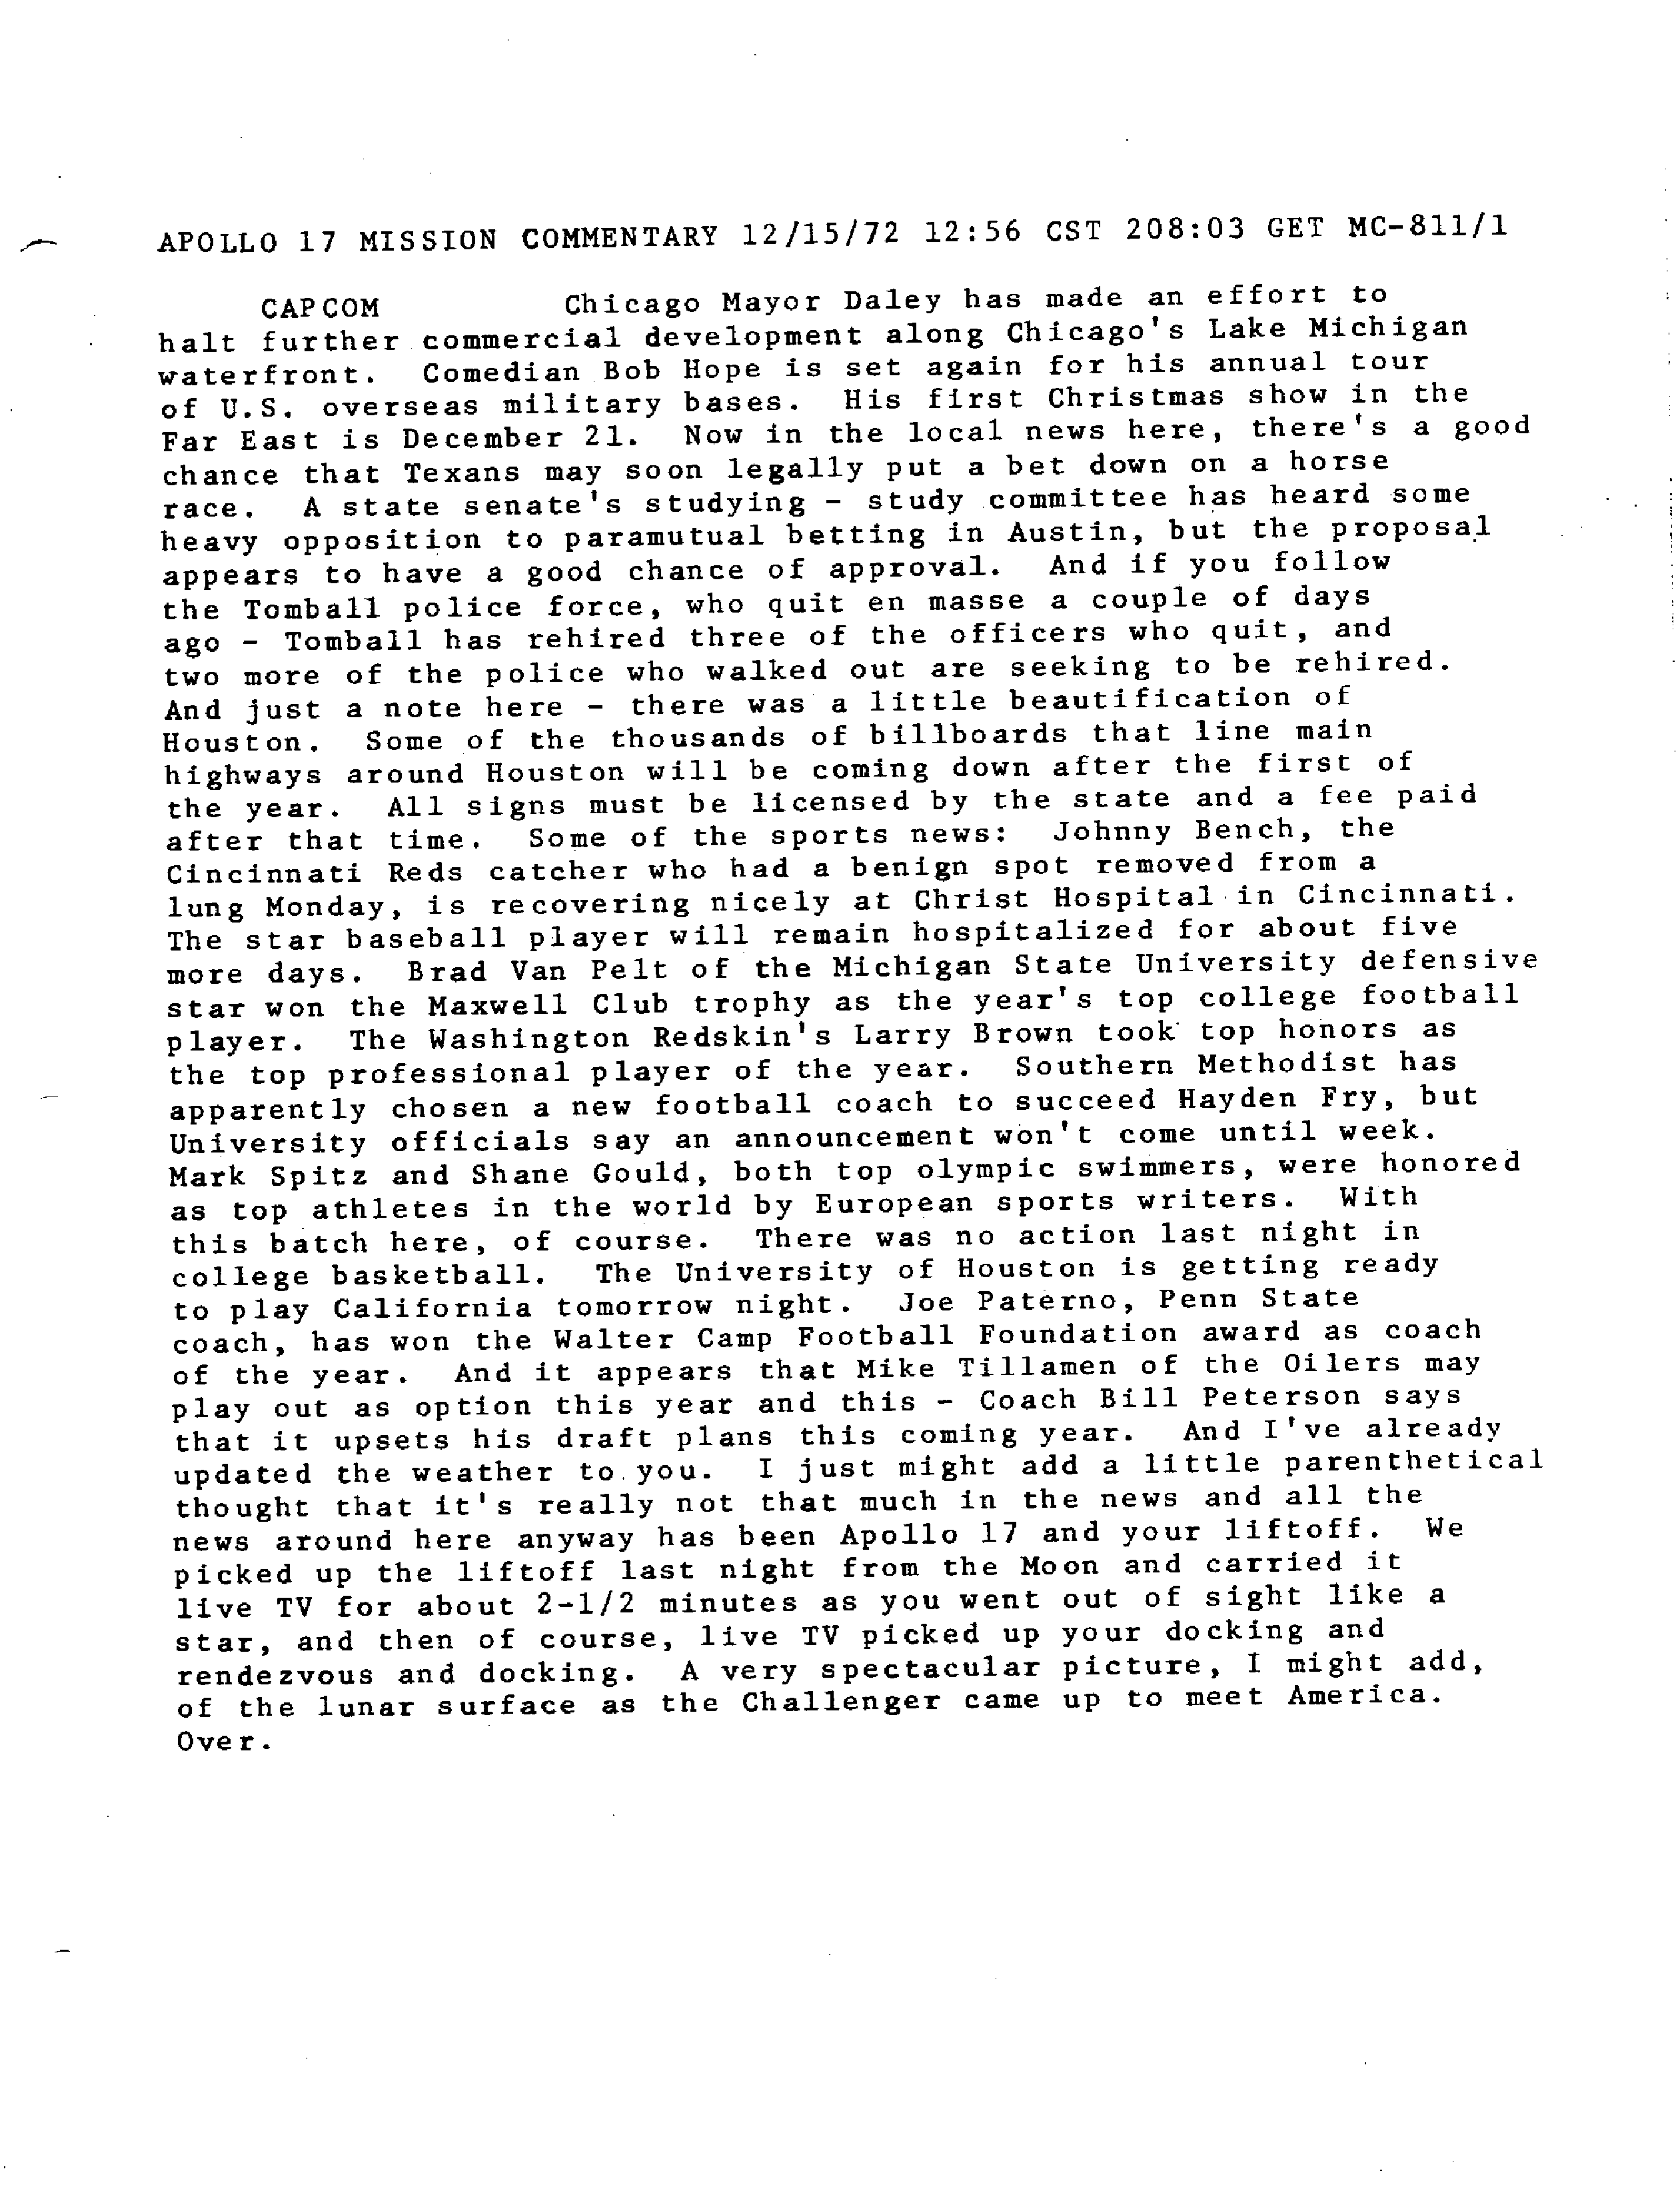 APOLLO 17 MISSION COMMENTARY 12/15/72 12:56 CST 208:03 GET MC-811/1
CAPCOM Chicago Mayor Daley has made an effort to
halt further commercial development along Chicago's Lake Michigan
waterfront. Comedian Bob Hope is set again for his annual tour
of U.S. overseas military bases. His first Christmas show in the
Far East is December 21. Now in the local news here, there's a good
chance that Texans may soon legally put a bet down on a horse
race. A state senate's studying - study committee has heard some
heavy opposition to paramutual betting in Austin, but the proposal
appears to have a good chance of approval. And if you follow
the Tomball police force, who quit en masse a couple of days
ago - Tomball has rehired three of the officers who quit, and
two more of the police who walked out are seeking to be rehired.
And just a note here - there was a little beautification of
Houston. Some of the thousands of billboards that line main
highways around Houston will be coming down after the first of
the year. All signs must be licensed by the state and a fee paid
after that time. Some of the sports news: Johnny Bench, the
Cincinnati Reds catcher who had a benign spot removed from a
lung Monday, is recovering nicely at Christ Hospital in Cincinnati.
The star baseball player will remain hospitalized for about five
more days. Brad Van Pelt of the Michigan State University defensive
star won the Maxwell Club trophy as the year's top college football
player. The Washington Redskin's Larry Brown took top honors as
the top professional player of the year. Southern Methodist has
apparently chosen a new football coach to succeed Hayden Fry, but
University officials say an announcement won't come until week.
Mark Spitz and Shane Gould, both top olympic swimmers, were honored
as top athletes in the world by European sports writers. With
this batch here, of course. There was no action last night in
college basketball. The University of Houston is getting ready
to play California tomorrow night. Joe Paterno, Penn State
coach, has won the Walter Camp Football Foundation award as coach
of the year. And it appears that Mike Tillamen of the Oilers may
play out as option this year and this - Coach Bill Peterson says
that it upsets his draft plans this coming year. And I've already
updated the weather to you. I just might add a little parenthetical
thought that it's really not that much in the news and all the
news around here anyway has been Apollo 17 and your liftoff. We
picked up the liftoff last night from the Moon and carried it
live TV for about 2-1/2 minutes as you went out of sight like a
star, and then of course, live TV picked up your docking and
rendezvous and docking. A very spectacular picture, I might add,
of the lunar surface as the Challenger came up to meet America.
Over.